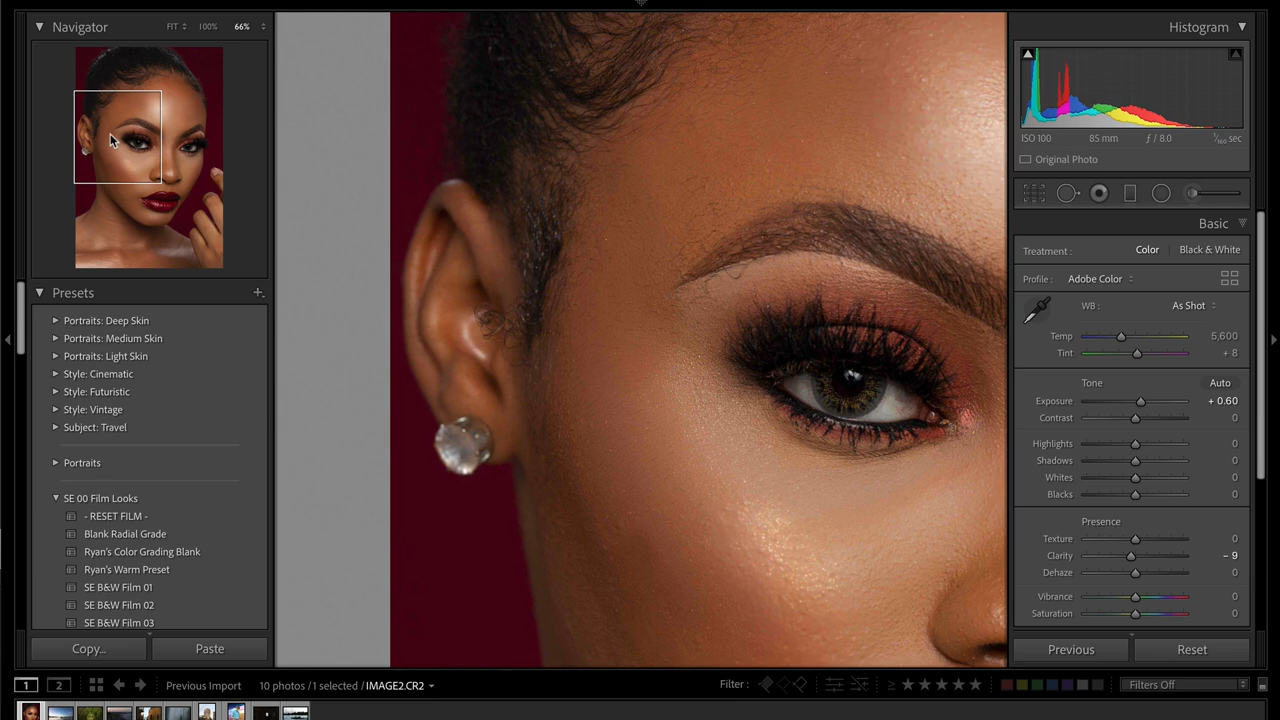 Navigator FIT 100% 66%
Histogram
ISO 100 85 mm ƒ / 8.0 1/160 sec
Original Photo
Basic
Treatment : Color Black & White
Profile : Adobe Color
WB : As Shot
Temp 5,600
Tint + 8
Tone Auto
Exposure + 0.60
Contrast 0
Highlights 0
Shadows 0
Whites 0
Blacks 0
Presence
Texture 0
Clarity – 9
Dehaze 0
Vibrance 0
Saturation 0
Previous Reset
Presets
Portraits: Deep Skin
Portraits: Medium Skin
Portraits: Light Skin
Style: Cinematic
Style: Futuristic
Style: Vintage
Subject: Travel
Portraits
SE 00 Film Looks
- RESET FILM -
Blank Radial Grade
Ryan's Color Grading Blank
Ryan's Warm Preset
SE B&W Film 01
SE B&W Film 02
SE B&W Film 03
Copy... Paste
1 2 Previous Import 10 photos / 1 selected / IMAGE2.CR2 Filter : Filters Off